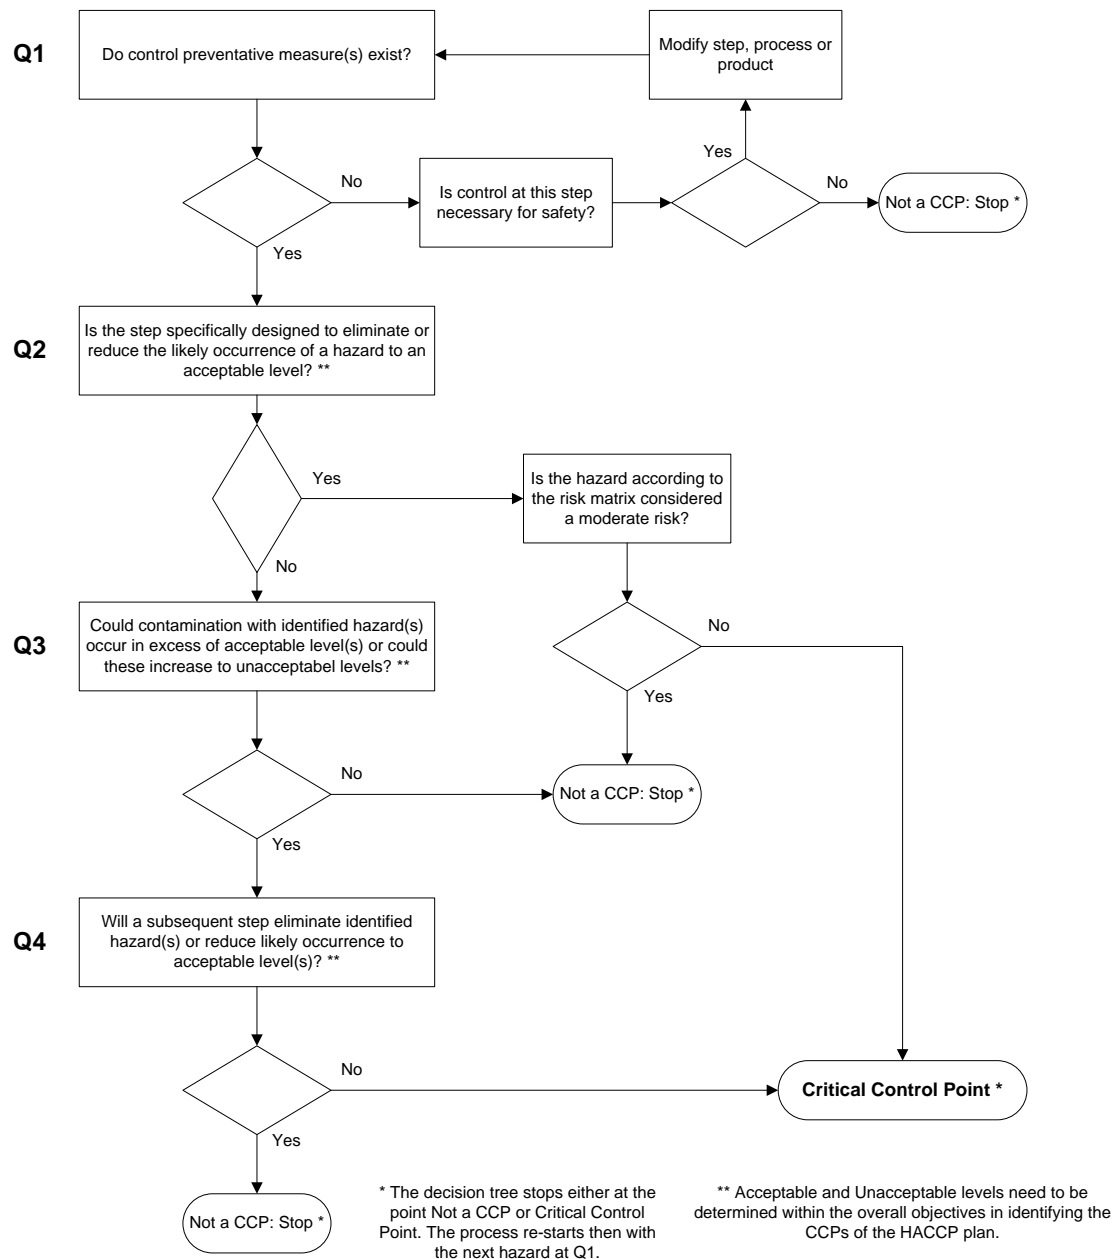 Q1
Do control preventative measure(s) exist?
Modify step, process or
product
Yes
No
Is control at this step
necessary for safety?
No
Not a CCP: Stop *
Yes
Q2
Is the step specifically designed to eliminate or
reduce the likely occurrence of a hazard to an
acceptable level? **
Yes
Is the hazard according to
the risk matrix considered
a moderate risk?
No
Q3
Could contamination with identified hazard(s)
occur in excess of acceptable level(s) or could
these increase to unacceptabel levels? **
No
Yes
No
Not a CCP: Stop *
Yes
Q4
Will a subsequent step eliminate identified
hazard(s) or reduce likely occurrence to
acceptable level(s)? **
No
Critical Control Point *
Yes
Not a CCP: Stop *
* The decision tree stops either at the
point Not a CCP or Critical Control
Point. The process re-starts then with
the next hazard at Q1.
** Acceptable and Unacceptable levels need to be
determined within the overall objectives in identifying the
CCPs of the HACCP plan.